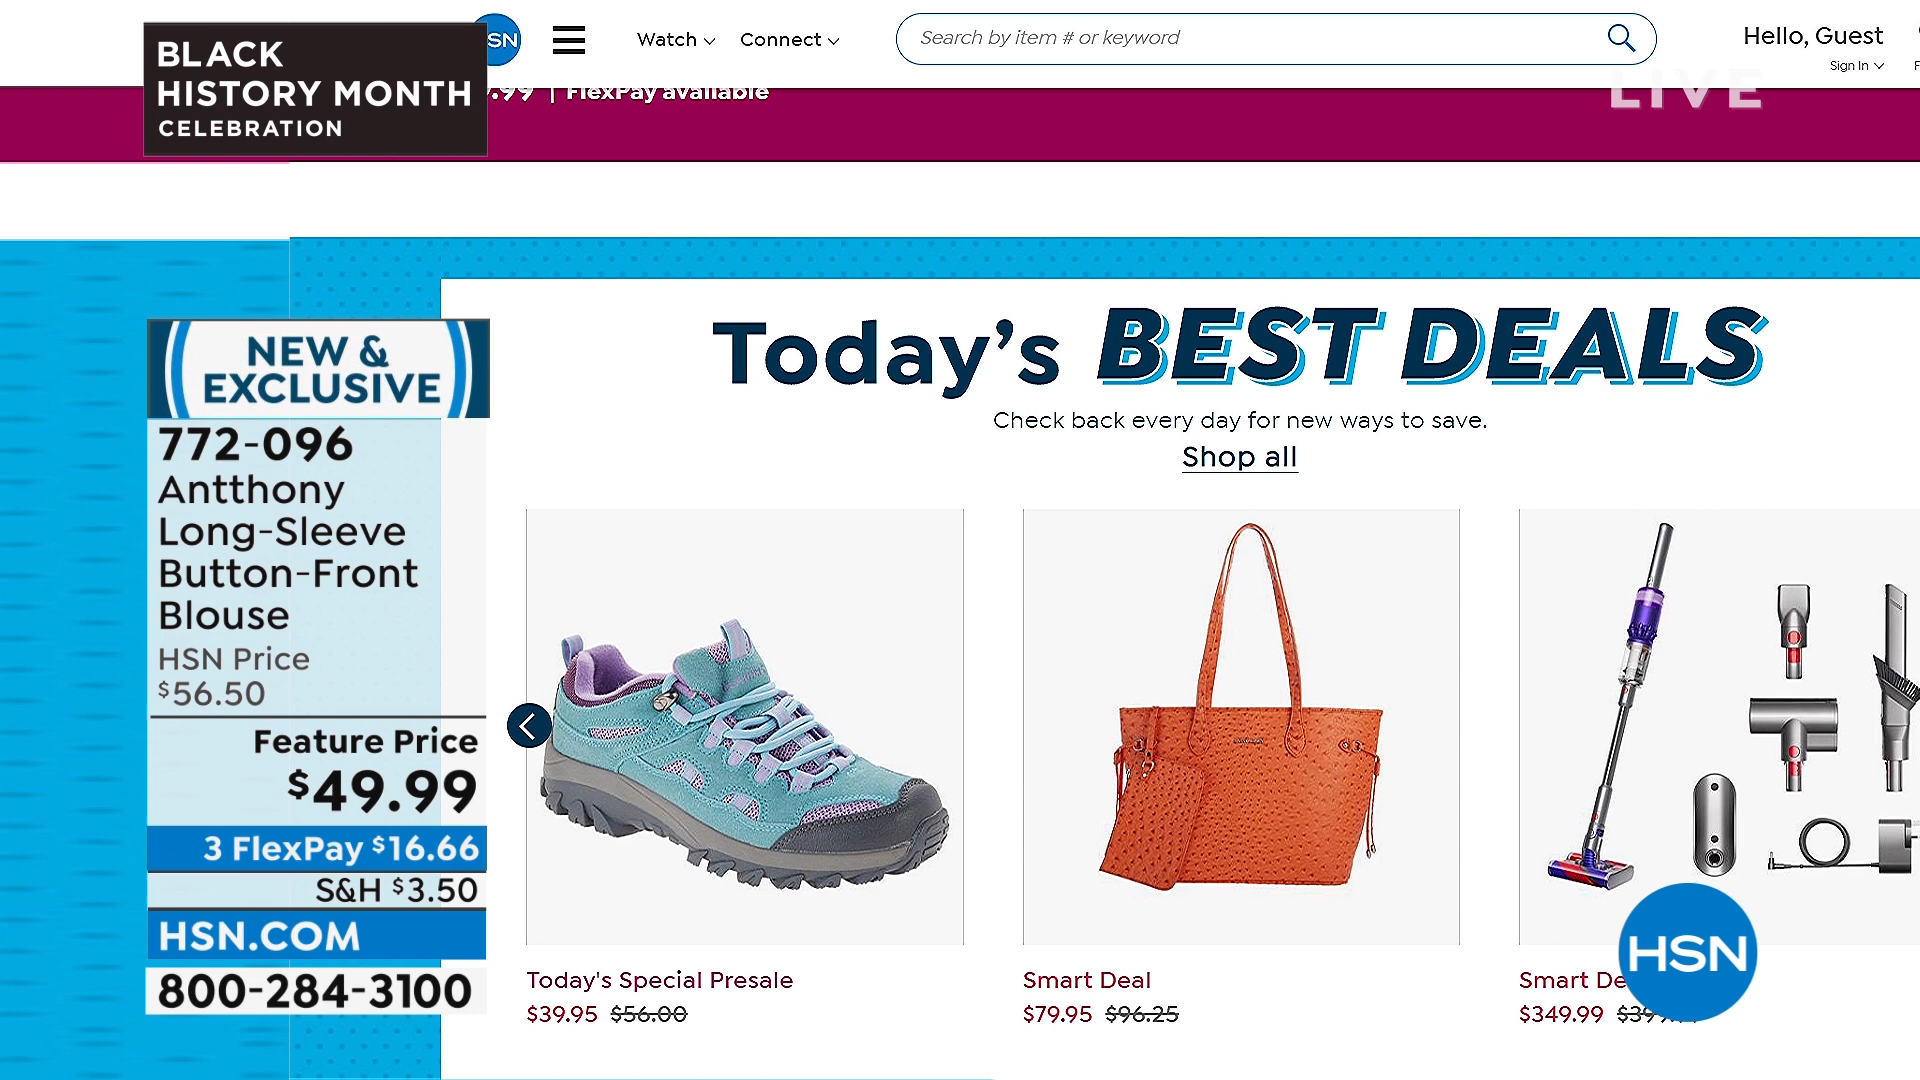 BLACK
HISTORY MONTH
CELEBRATION
HSN
Watch
Connect
Search by item # or keyword
Hello, Guest
Sign In
.99 | FlexPay available
LIVE
Today's BEST DEALS
Check back every day for new ways to save.
Shop all
NEW &
EXCLUSIVE
772-096
Antthony
Long-Sleeve
Button-Front
Blouse
HSN Price
$56.50
Feature Price
$49.99
3 FlexPay $16.66
S&H $3.50
HSN.COM
800-284-3100
Today's Special Presale
$39.95 $56.00
Smart Deal
$79.95 $96.25
Smart De
$349.99
HSN